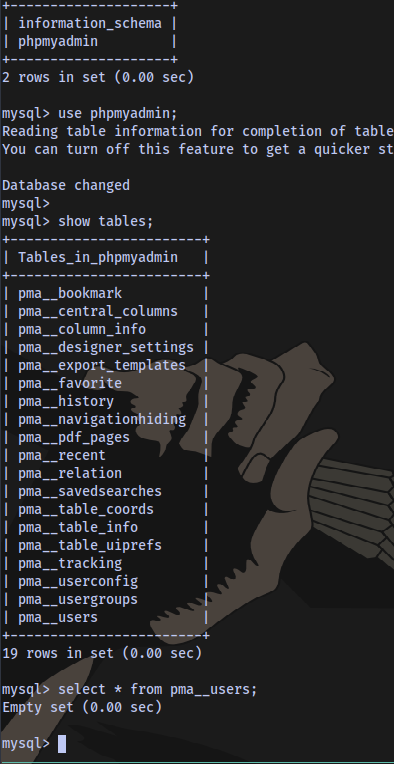 +--------------------+
| information_schema |
| phpmyadmin         |
+--------------------+
2 rows in set (0.00 sec)

mysql> use phpmyadmin;
Reading table information for completion of table
You can turn off this feature to get a quicker st

Database changed
mysql>
mysql> show tables;
+------------------------+
| Tables_in_phpmyadmin   |
+------------------------+
| pma__bookmark          |
| pma__central_columns   |
| pma__column_info       |
| pma__designer_settings |
| pma__export_templates  |
| pma__favorite          |
| pma__history           |
| pma__navigationhiding  |
| pma__pdf_pages         |
| pma__recent            |
| pma__relation          |
| pma__savedsearches     |
| pma__table_coords      |
| pma__table_info        |
| pma__table_uiprefs     |
| pma__tracking          |
| pma__userconfig        |
| pma__usergroups        |
| pma__users             |
+------------------------+
19 rows in set (0.00 sec)

mysql> select * from pma__users;
Empty set (0.00 sec)

mysql>